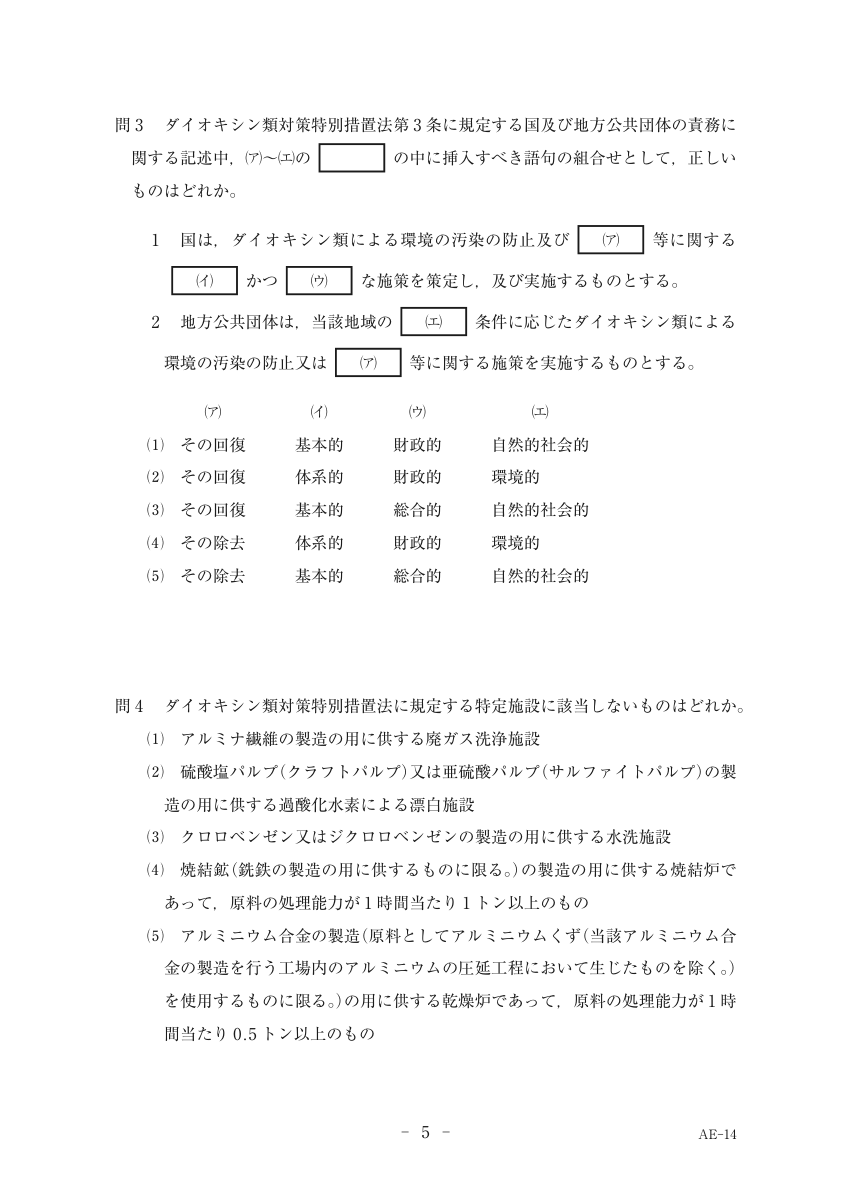 問3 ダイオキシン類対策特別措置法第3条に規定する国及び地方公共団体の責務に
関する記述中，㋐～㋓の の中に挿入すべき語句の組合せとして，正しい
ものはどれか。
1 国は，ダイオキシン類による環境の汚染の防止及び (ア) 等に関する
(イ) かつ (ウ) な施策を策定し，及び実施するものとする。
2 地方公共団体は，当該地域の (エ) 条件に応じたダイオキシン類による
環境の汚染の防止又は (ア) 等に関する施策を実施するものとする。
(ア) (イ) (ウ) (エ)
(1) その回復 基本的 財政的 自然的社会的
(2) その回復 体系的 財政的 環境的
(3) その回復 基本的 総合的 自然的社会的
(4) その除去 体系的 財政的 環境的
(5) その除去 基本的 総合的 自然的社会的
問4 ダイオキシン類対策特別措置法に規定する特定施設に該当しないものはどれか。
(1) アルミナ繊維の製造の用に供する廃ガス洗浄施設
(2) 硫酸塩パルプ(クラフトパルプ)又は亜硫酸パルプ(サルファイトパルプ)の製
造の用に供する過酸化水素による漂白施設
(3) クロロベンゼン又はジクロロベンゼンの製造の用に供する水洗施設
(4) 焼結鉱(銑鉄の製造の用に供するものに限る。)の製造の用に供する焼結炉で
あって，原料の処理能力が1時間当たり1トン以上のもの
(5) アルミニウム合金の製造(原料としてアルミニウムくず(当該アルミニウム合
金の製造を行う工場内のアルミニウムの圧延工程において生じたものを除く。)
を使用するものに限る。)の用に供する乾燥炉であって，原料の処理能力が1時
間当たり0.5トン以上のもの
- 5 -
AE-14